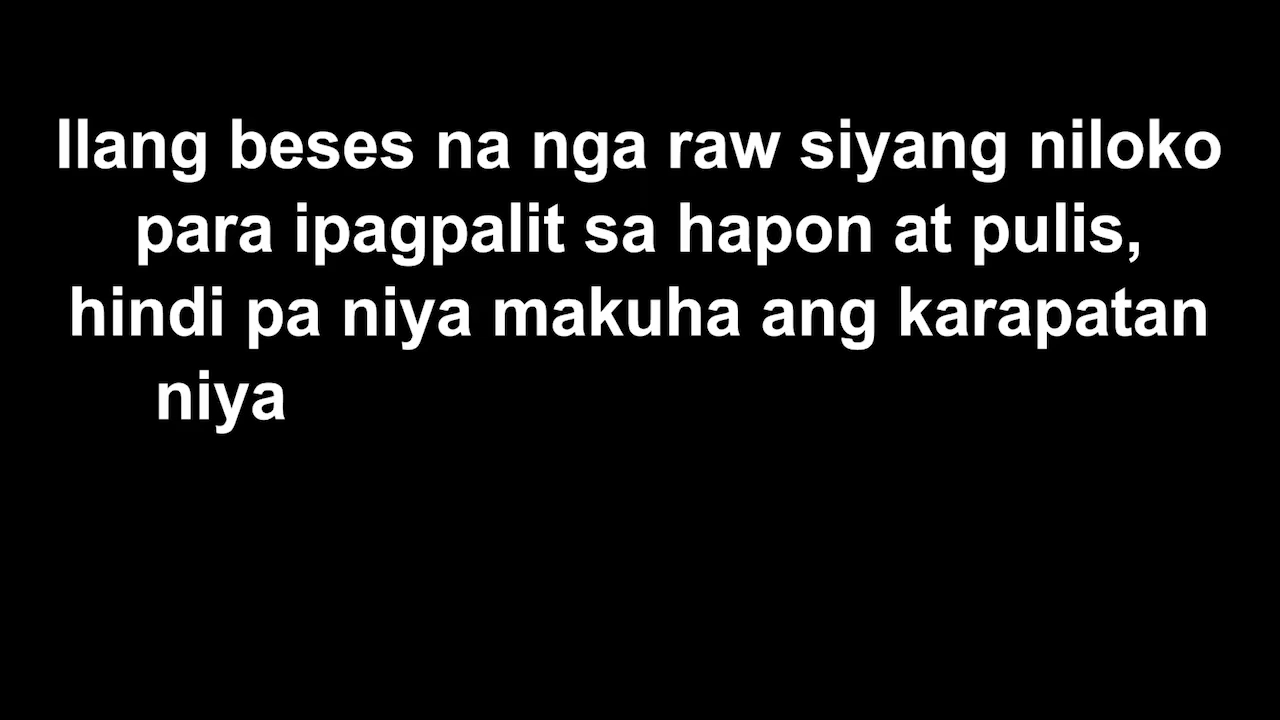 Ilang beses na nga raw siyang niloko
para ipagpalit sa hapon at pulis,
hindi pa niya makuha ang karapatan
niya